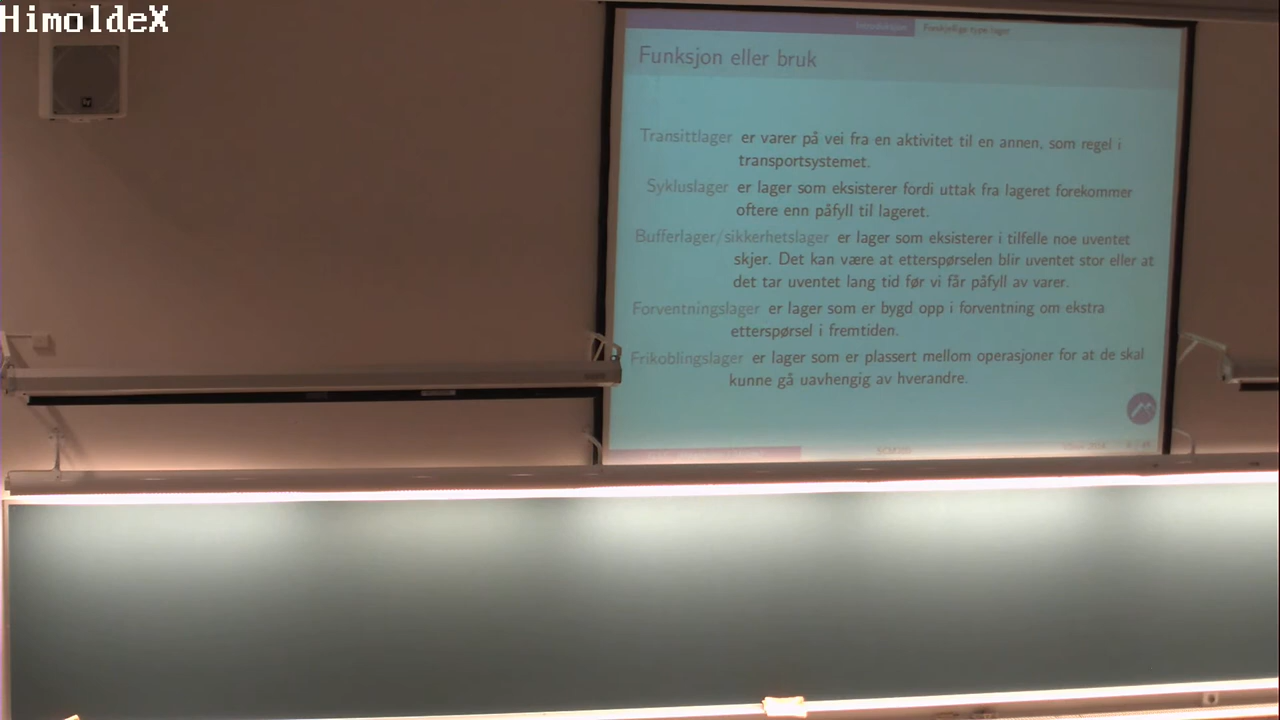 HimoldeX
Introduksjon Forskjellige type lager
Funksjon eller bruk
Transittlager er varer på vei fra en aktivitet til en annen, som regel i
transportsystemet.
Sykluslager er lager som eksisterer fordi uttak fra lageret forekommer
oftere enn påfyll til lageret.
Bufferlager/sikkerhetslager er lager som eksisterer i tilfelle noe uventet
skjer. Det kan være at etterspørselen blir uventet stor eller at
det tar uventet lang tid før vi får påfyll av varer.
Forventningslager er lager som er bygd opp i forventning om ekstra
etterspørsel i fremtiden.
Frikoblingslager er lager som er plassert mellom operasjoner for at de skal
kunne gå uavhengig av hverandre.